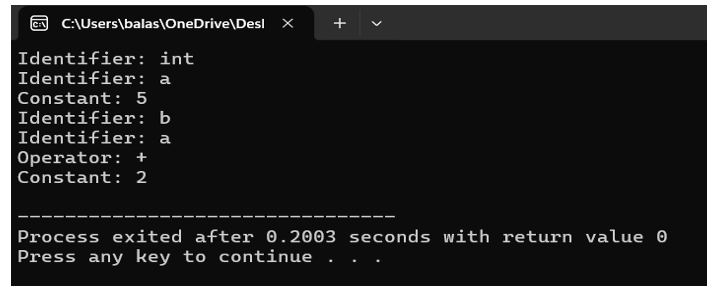 C:\Users\balas\OneDrive\Desl
Identifier: int
Identifier: a
Constant: 5
Identifier: b
Identifier: a
Operator: +
Constant: 2
--------------------------------
Process exited after 0.2003 seconds with return value 0
Press any key to continue . . .